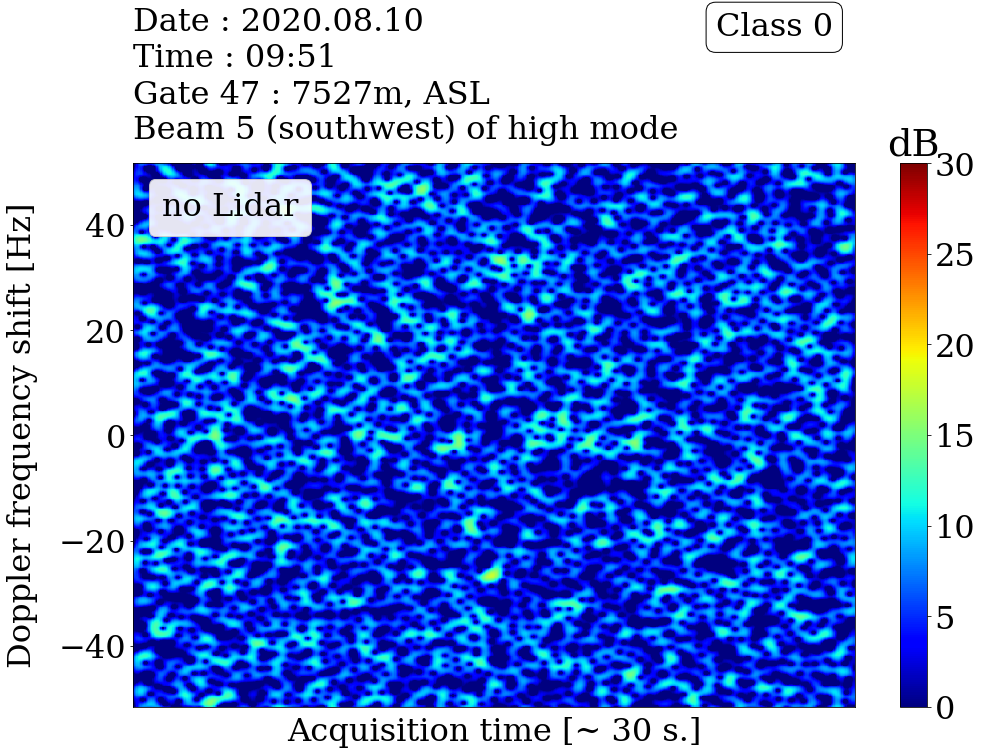 Date : 2020.08.10
Time : 09:51
Gate 47 : 7527m, ASL
Beam 5 (southwest) of high mode
Class 0
dB
no Lidar
Doppler frequency shift [Hz]
40
20
0
−20
−40
30
25
20
15
10
5
0
Acquisition time [~ 30 s.]